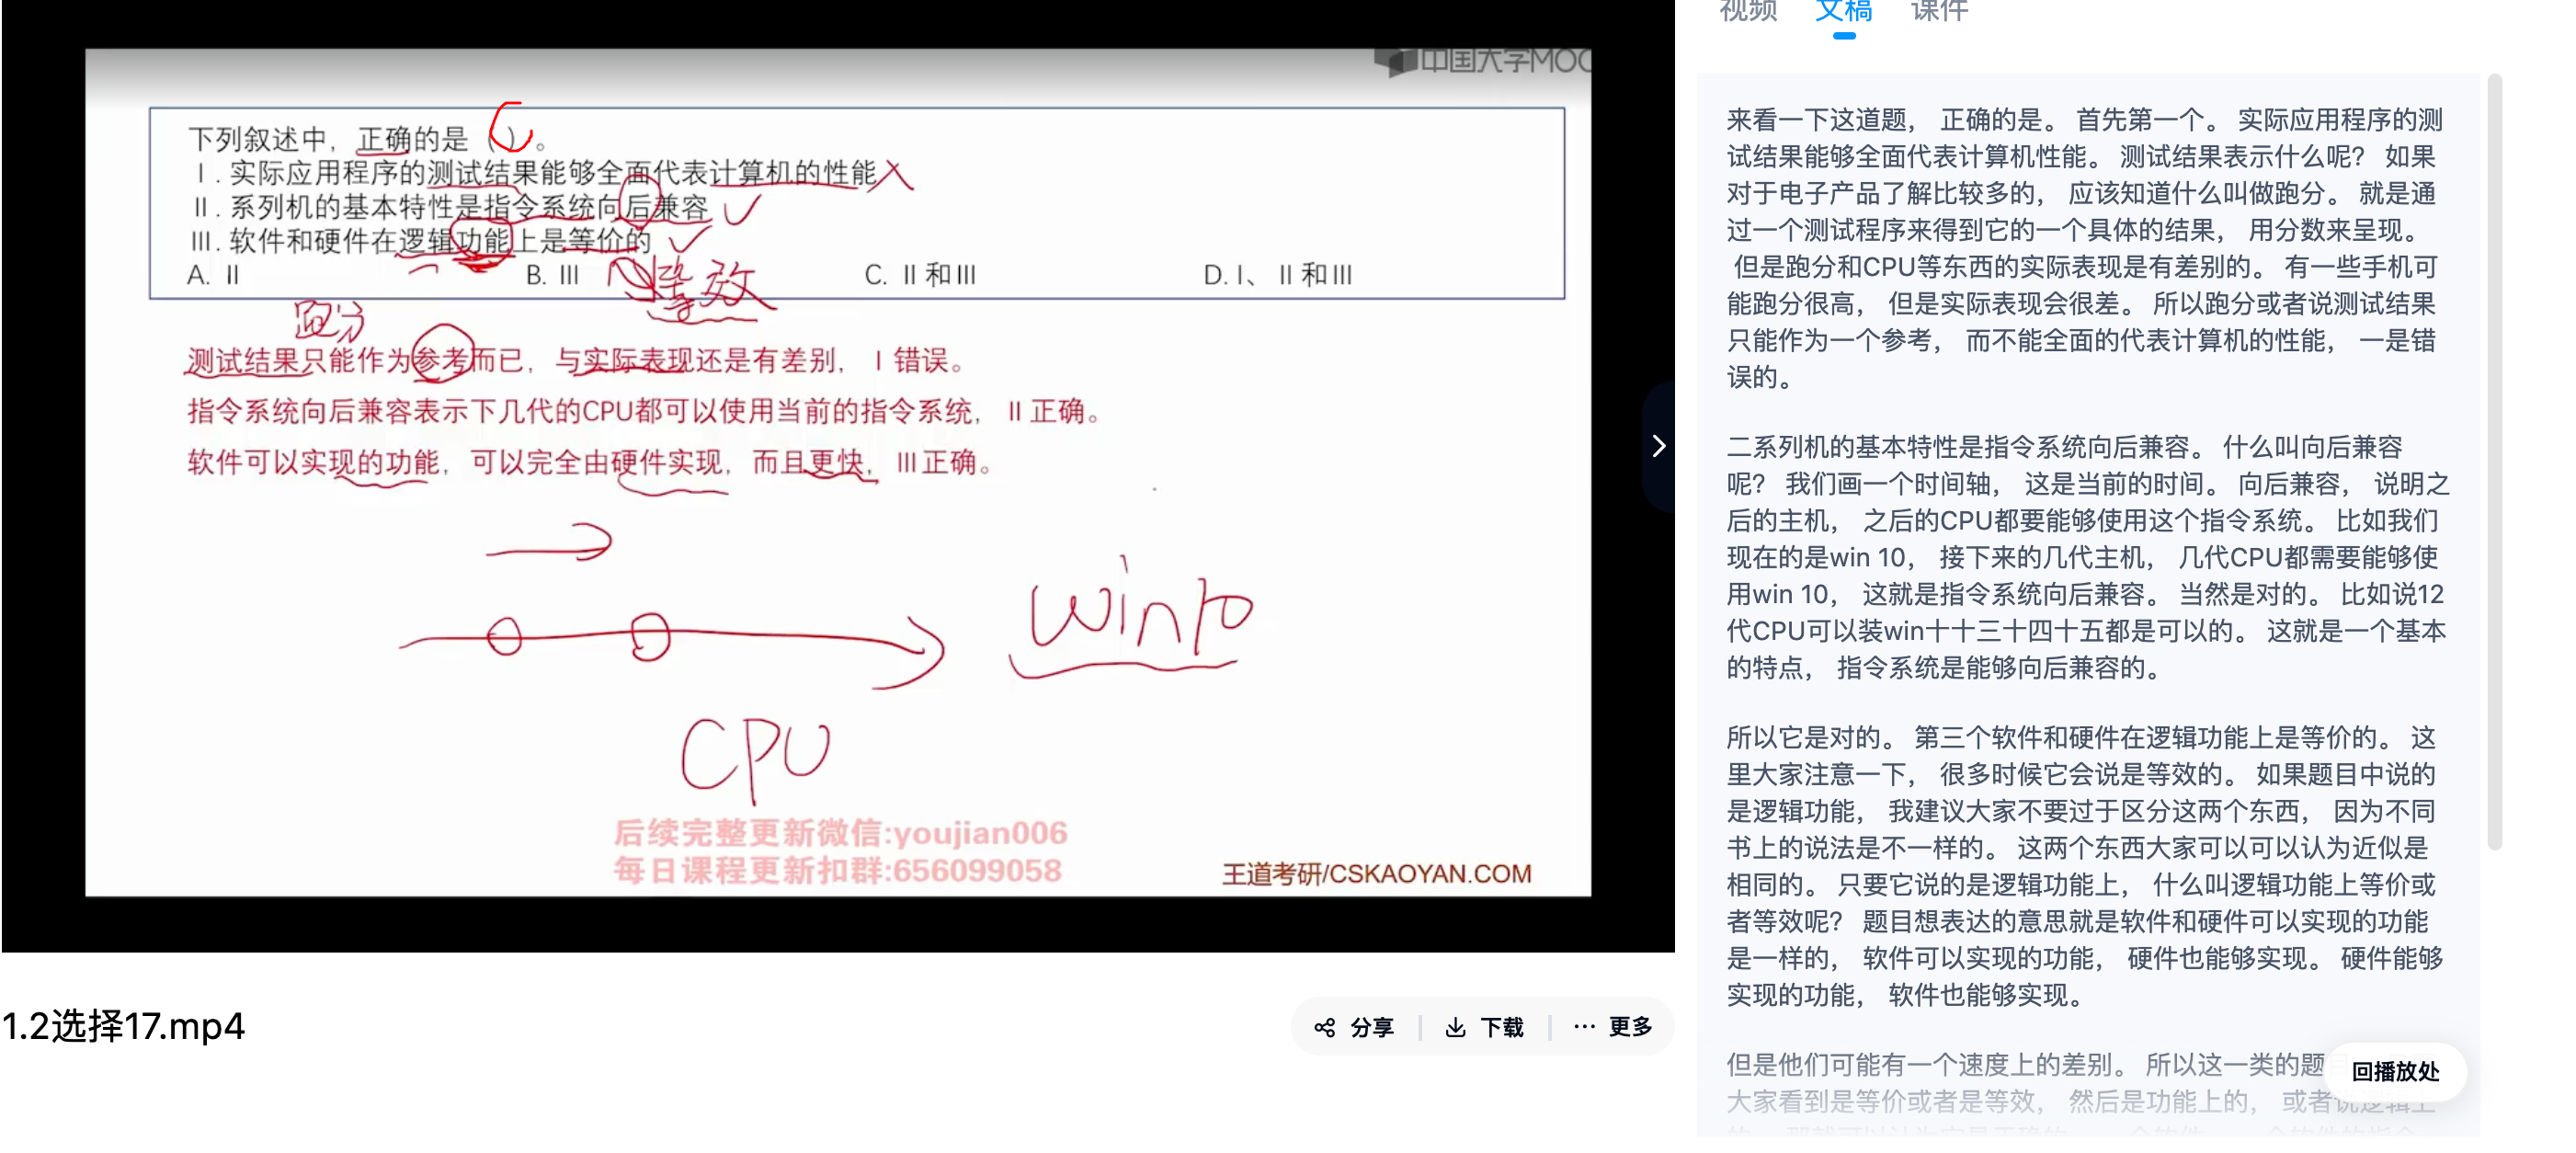 视频 文稿 课件
中国大学MOOC
下列叙述中，正确的是（ ）。
C
I. 实际应用程序的测试结果能够全面代表计算机的性能
II. 系列机的基本特性是指令系统向后兼容
III. 软件和硬件在逻辑功能上是等价的
A. II B. III C. II 和 III D. I、 II 和 III
等效
跑分
测试结果只能作为参考而已，与实际表现还是有差别， I 错误。
指令系统向后兼容表示下几代的CPU都可以使用当前的指令系统， II 正确。
软件可以实现的功能，可以完全由硬件实现，而且更快，III 正确。
win10
CPU
后续完整更新微信:youjian006
每日课程更新扣群:656099058
王道考研/CSKAOYAN.COM
1.2选择17.mp4
分享 下载 更多
来看一下这道题， 正确的是。 首先第一个。 实际应用程序的测
试结果能够全面代表计算机性能。 测试结果表示什么呢？ 如果
对于电子产品了解比较多的， 应该知道什么叫做跑分。 就是通
过一个测试程序来得到它的一个具体的结果， 用分数来呈现。
但是跑分和CPU等东西的实际表现是有差别的。 有一些手机可
能跑分很高， 但是实际表现会很差。 所以跑分或者说测试结果
只能作为一个参考， 而不能全面的代表计算机的性能， 一是错
误的。
二系列机的基本特性是指令系统向后兼容。 什么叫向后兼容
呢？ 我们画一个时间轴， 这是当前的时间。 向后兼容， 说明之
后的主机， 之后的CPU都要能够使用这个指令系统。 比如我们
现在的是win 10， 接下来的几代主机， 几代CPU都需要能够使
用win 10， 这就是指令系统向后兼容。 当然是对的。 比如说12
代CPU可以装win十十三十四十五都是可以的。 这就是一个基本
的特点， 指令系统是能够向后兼容的。
所以它是对的。 第三个软件和硬件在逻辑功能上是等价的。 这
里大家注意一下， 很多时候它会说是等效的。 如果题目中说的
是逻辑功能， 我建议大家不要过于区分这两个东西， 因为不同
书上的说法是不一样的。 这两个东西大家可以可以认为近似是
相同的。 只要它说的是逻辑功能上， 什么叫逻辑功能上等价或
者等效呢？ 题目想表达的意思就是软件和硬件可以实现的功能
是一样的， 软件可以实现的功能， 硬件也能够实现。 硬件能够
实现的功能， 软件也能够实现。
但是他们可能有一个速度上的差别。 所以这一类的题
回播放处
大家看到是等价或者是等效， 然后是功能上的， 或者说逻辑上